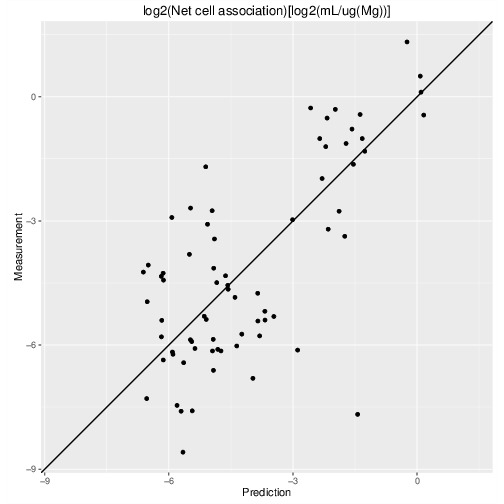 log2(Net cell association)[log2(mL/ug(Mg))]
Measurement
0
−3
−6
−9
−9
−6
−3
0
Prediction